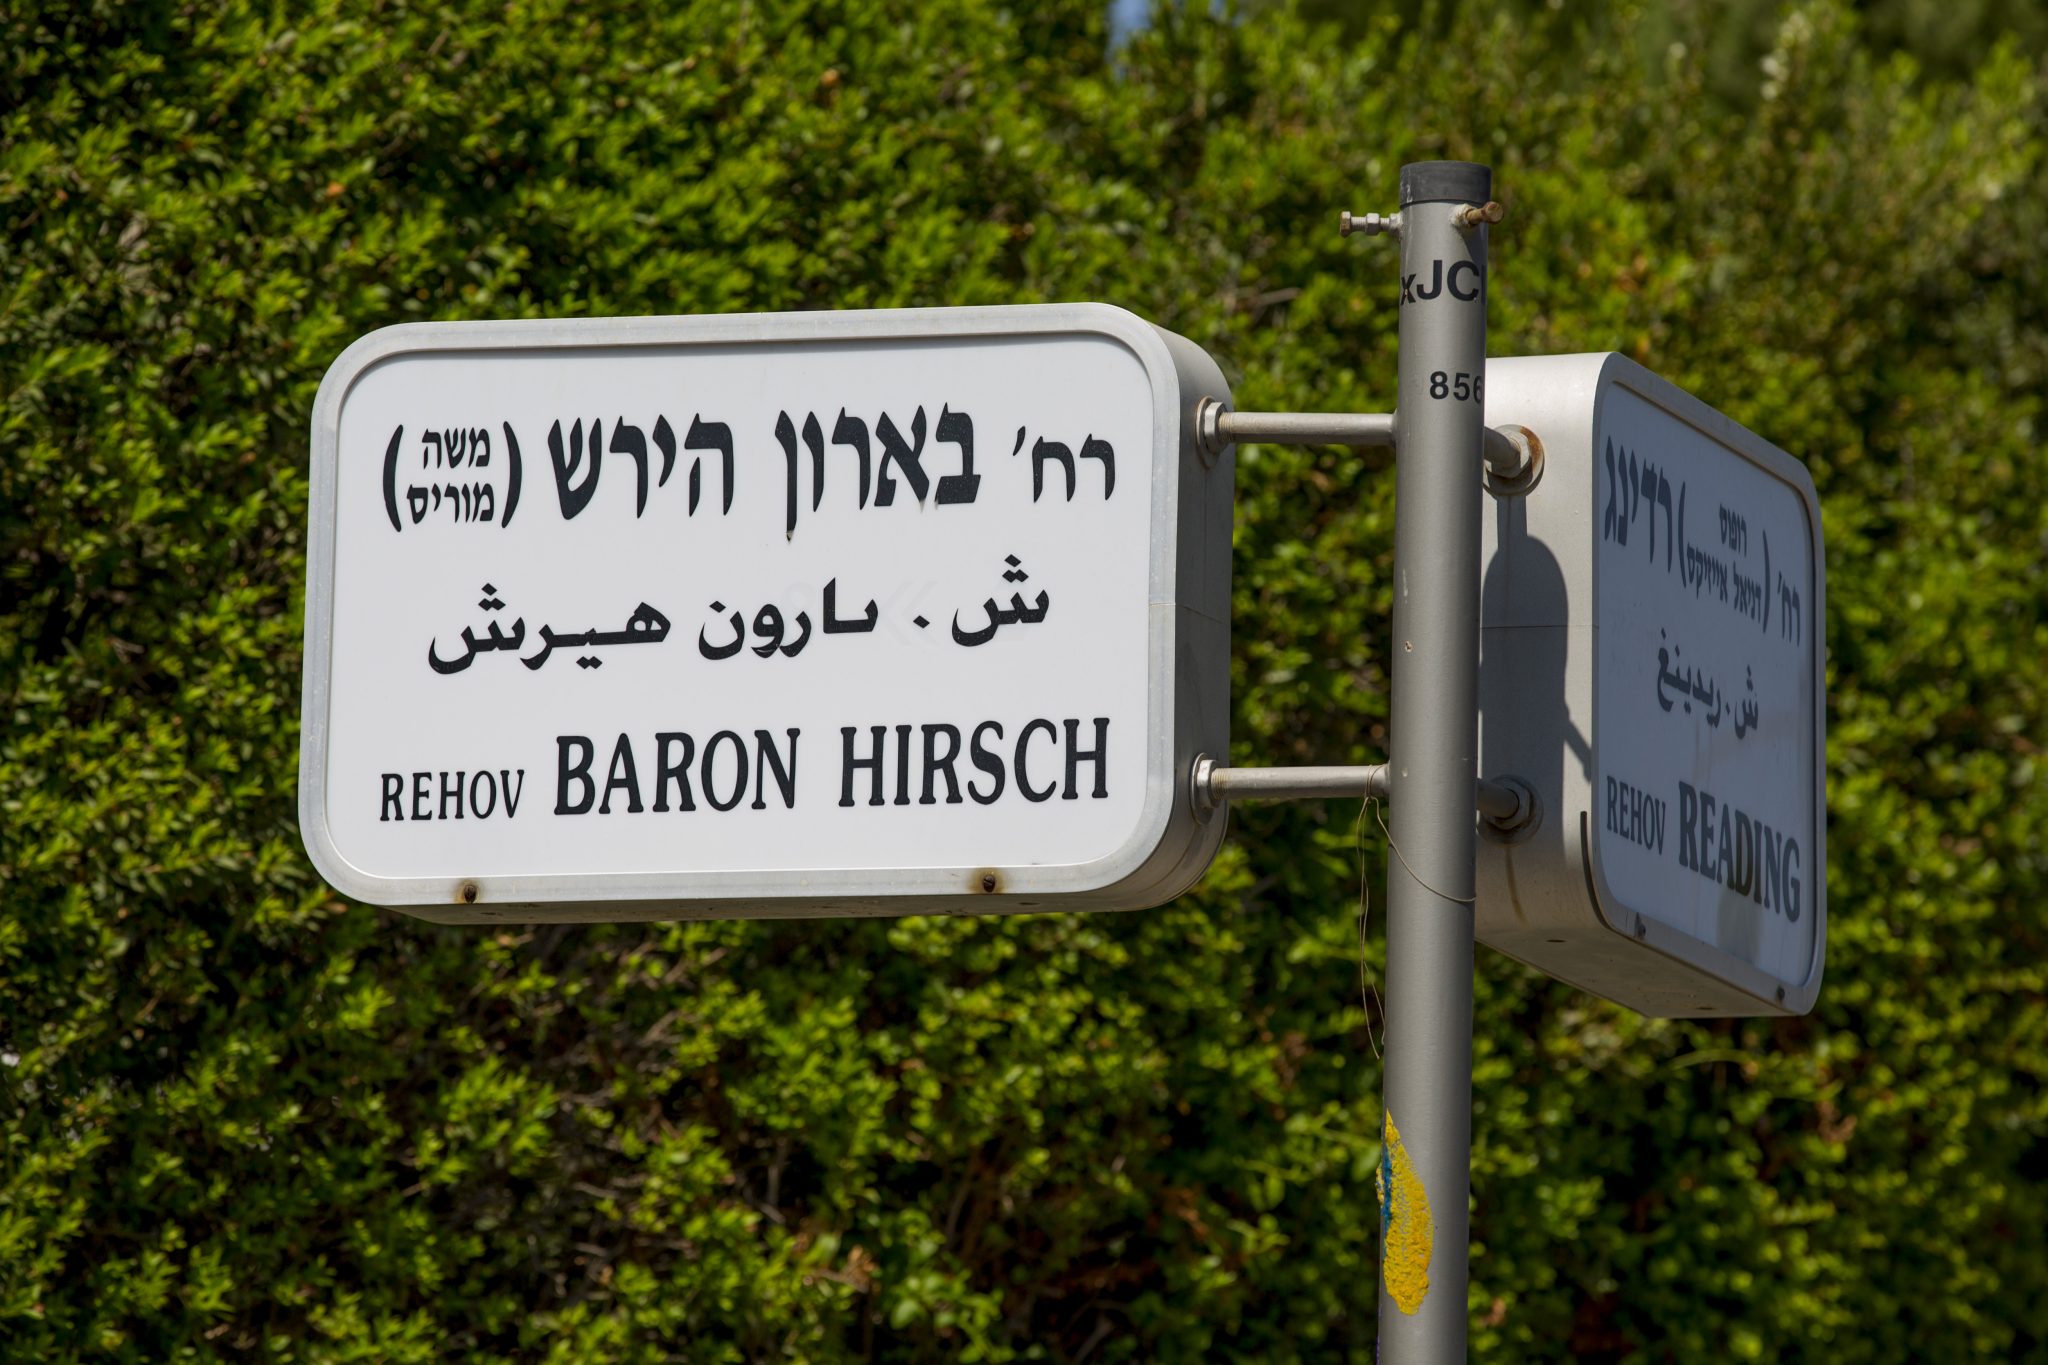 רח' בארון הירש (משה מוריס)
ش. بارون هيرش
REHOV BARON HIRSCH
xJCI
856
רח' (רופוס דניאל אייזיקס) רדינג
ش. ريدينغ
REHOV READING